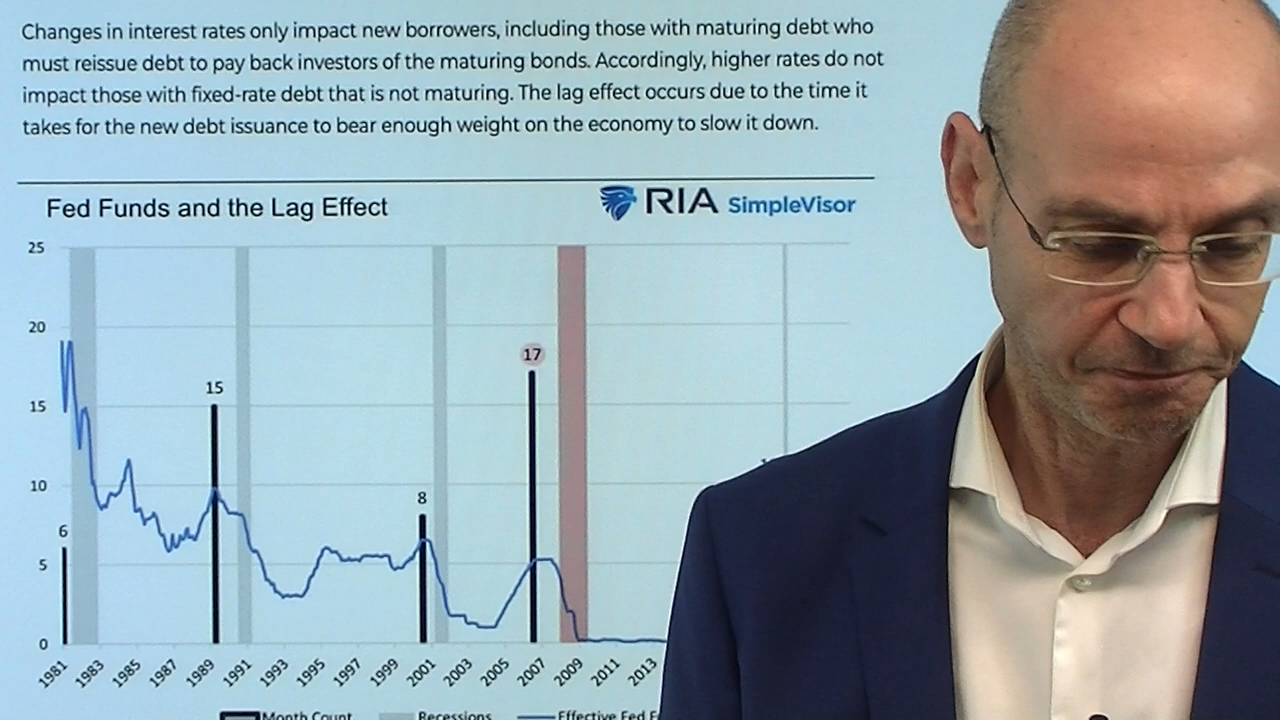 Changes in interest rates only impact new borrowers, including those with maturing debt who
must reissue debt to pay back investors of the maturing bonds. Accordingly, higher rates do not
impact those with fixed-rate debt that is not maturing. The lag effect occurs due to the time it
takes for the new debt issuance to bear enough weight on the economy to slow it down.
Fed Funds and the Lag Effect
RIA SimpleVisor
25
20
15
10
5
0
6
15
8
17
1981 1983 1985 1987 1989 1991 1993 1995 1997 1999 2001 2003 2005 2007 2009 2011 2013
Month Count Recessions Effective Fed